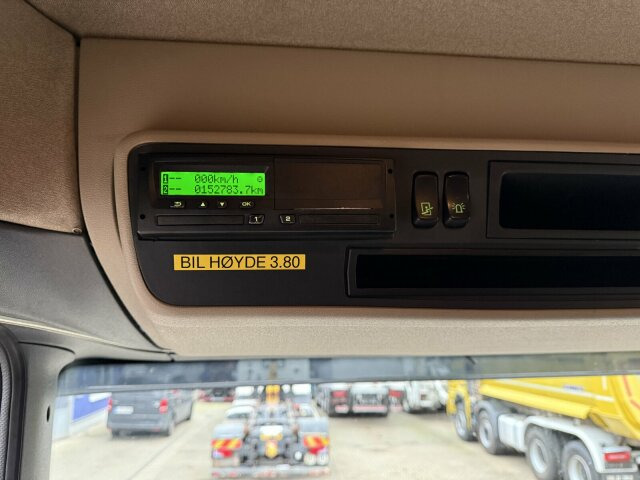 1 -- 000km/h
2 -- 0152783.7km
OK
1
2
BIL HØYDE 3.80